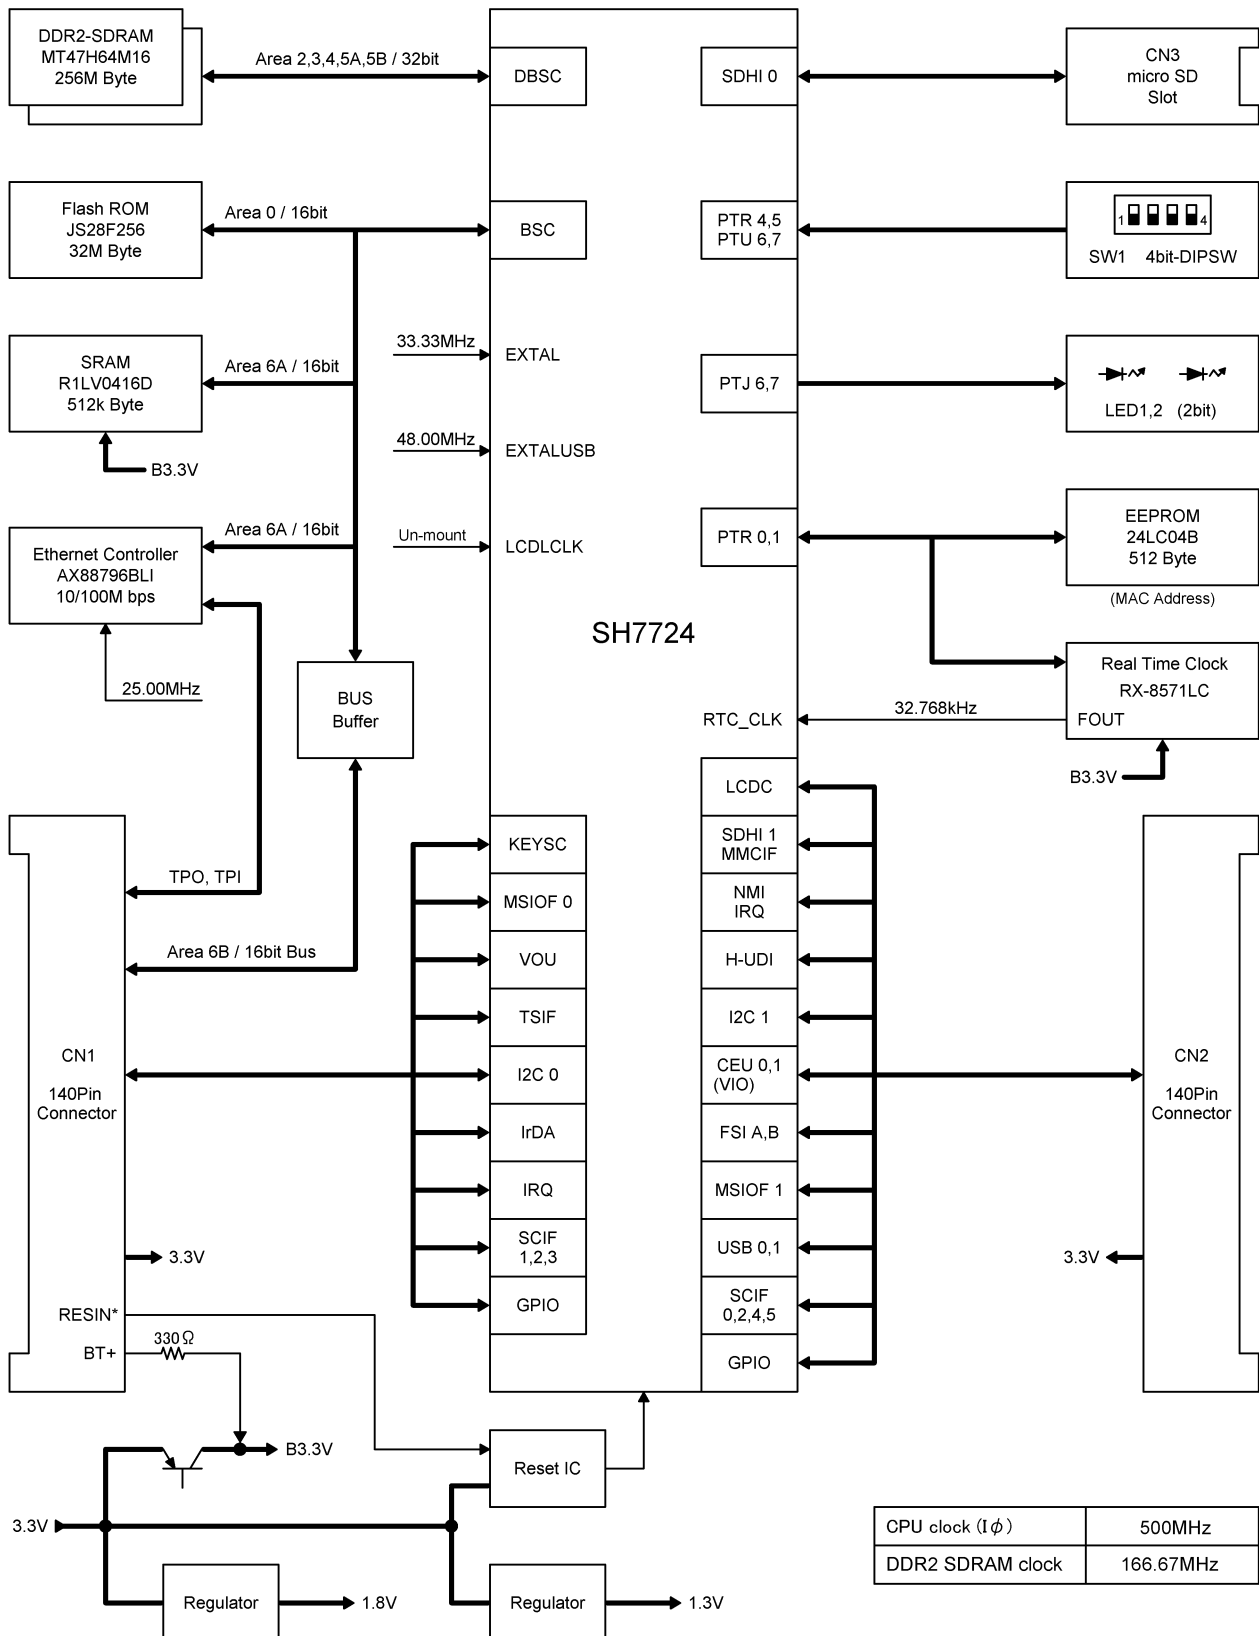 DDR2-SDRAM
MT47H64M16
256M Byte
Area 2,3,4,5A,5B / 32bit
DBSC
SDHI 0
CN3
micro SD
Slot
Flash ROM
JS28F256
32M Byte
Area 0 / 16bit
BSC
PTR 4,5
PTU 6,7
1 4
SW1 4bit-DIPSW
33.33MHz
EXTAL
SRAM
R1LV0416D
512k Byte
Area 6A / 16bit
B3.3V
PTJ 6,7
LED1,2 (2bit)
48.00MHz
EXTALUSB
Ethernet Controller
AX88796BLI
10/100M bps
Area 6A / 16bit
Un-mount
LCDLCLK
PTR 0,1
EEPROM
24LC04B
512 Byte
(MAC Address)
SH7724
25.00MHz
BUS
Buffer
Real Time Clock
RX-8571LC
FOUT
RTC_CLK
32.768kHz
B3.3V
TPO, TPI
Area 6B / 16bit Bus
CN1
140Pin
Connector
3.3V
RESIN*
BT+
330Ω
KEYSC
MSIOF 0
VOU
TSIF
I2C 0
IrDA
IRQ
SCIF
1,2,3
GPIO
LCDC
SDHI 1
MMCIF
NMI
IRQ
H-UDI
I2C 1
CEU 0,1
(VIO)
FSI A,B
MSIOF 1
USB 0,1
SCIF
0,2,4,5
GPIO
CN2
140Pin
Connector
3.3V
B3.3V
Reset IC
3.3V
Regulator
1.8V
Regulator
1.3V
CPU clock (Iϕ) 500MHz
DDR2 SDRAM clock 166.67MHz